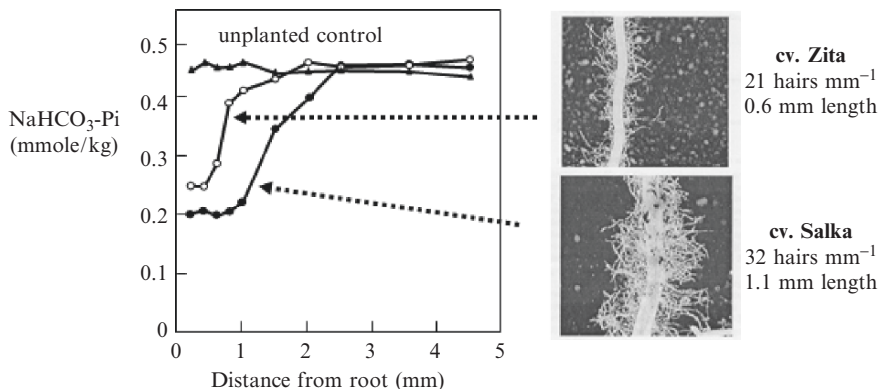 unplanted control
NaHCO₃-Pi
(mmole/kg)
0.5
0.4
0.3
0.2
0.1
0
0
1
2
3
4
5
Distance from root (mm)
cv. Zita
21 hairs mm⁻¹
0.6 mm length
cv. Salka
32 hairs mm⁻¹
1.1 mm length